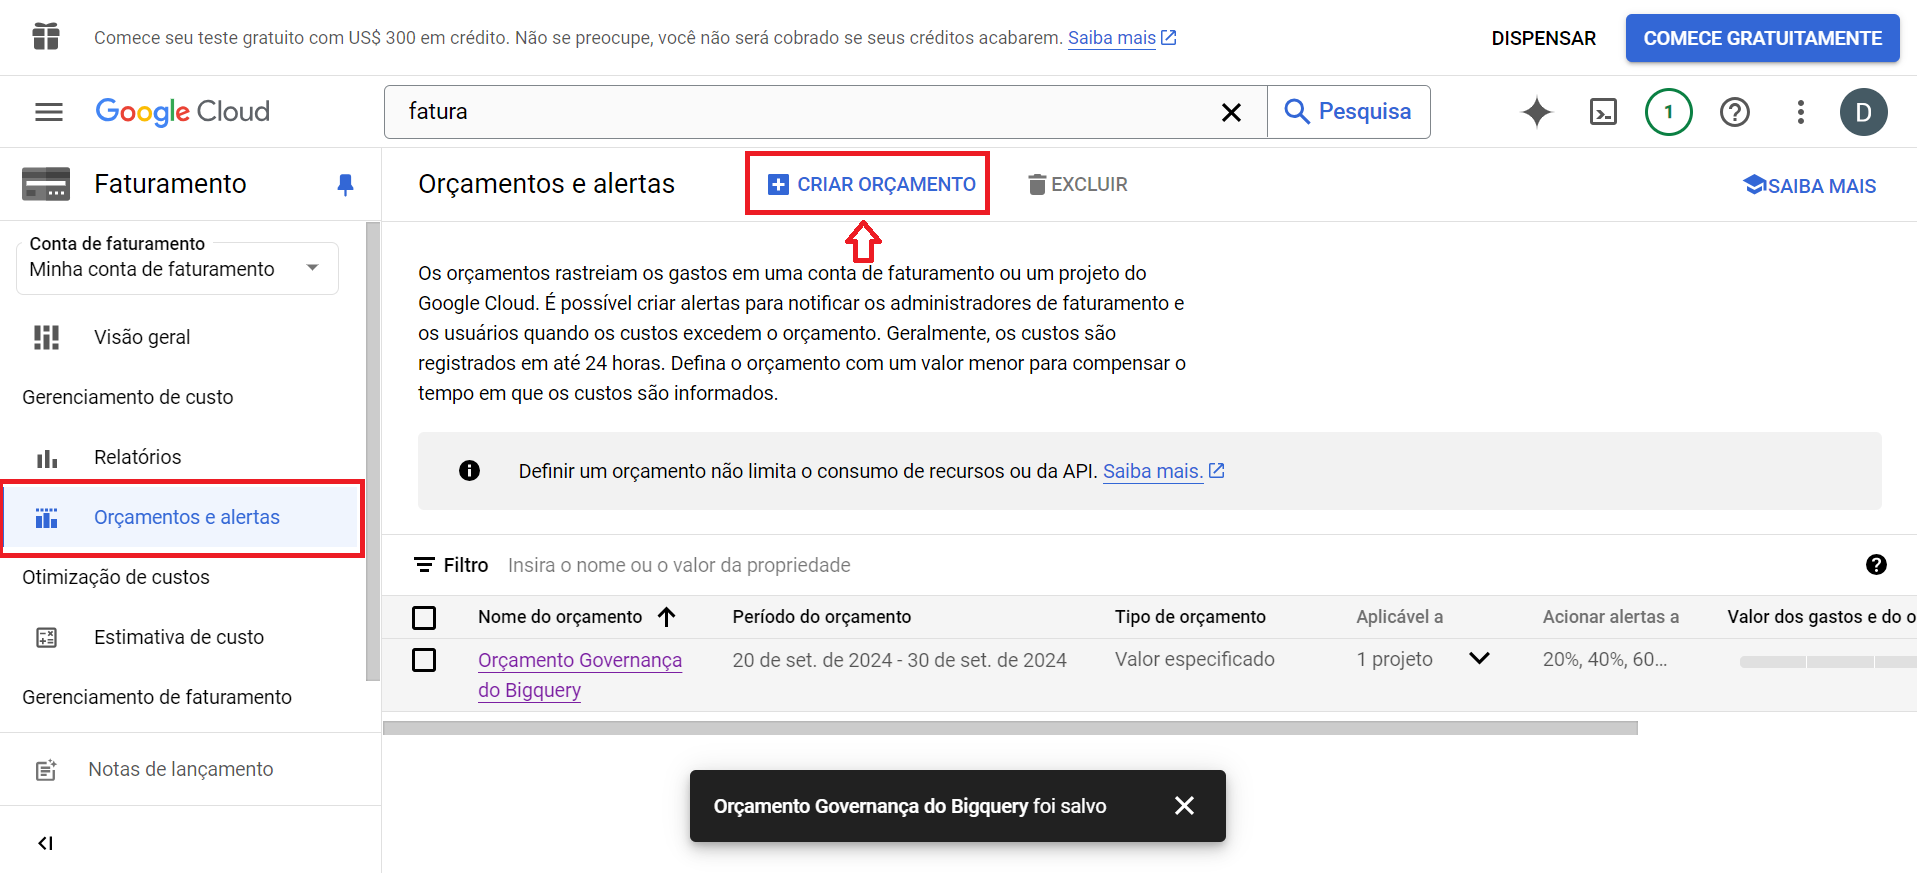 Comece seu teste gratuito com US$ 300 em crédito. Não se preocupe, você não será cobrado se seus créditos acabarem. Saiba mais
DISPENSAR
COMECE GRATUITAMENTE
Google Cloud
fatura
Pesquisa
1
D
Faturamento
Orçamentos e alertas
CRIAR ORÇAMENTO
EXCLUIR
SAIBA MAIS
Conta de faturamento
Minha conta de faturamento
Visão geral
Gerenciamento de custo
Relatórios
Orçamentos e alertas
Otimização de custos
Estimativa de custo
Gerenciamento de faturamento
Notas de lançamento
Os orçamentos rastreiam os gastos em uma conta de faturamento ou um projeto do
Google Cloud. É possível criar alertas para notificar os administradores de faturamento e
os usuários quando os custos excedem o orçamento. Geralmente, os custos são
registrados em até 24 horas. Defina o orçamento com um valor menor para compensar o
tempo em que os custos são informados.
Definir um orçamento não limita o consumo de recursos ou da API. Saiba mais.
Filtro Insira o nome ou o valor da propriedade
Nome do orçamento Período do orçamento Tipo de orçamento Aplicável a Acionar alertas a Valor dos gastos e do o
Orçamento Governança 20 de set. de 2024 - 30 de set. de 2024 Valor especificado 1 projeto 20%, 40%, 60...
do Bigquery
Orçamento Governança do Bigquery foi salvo